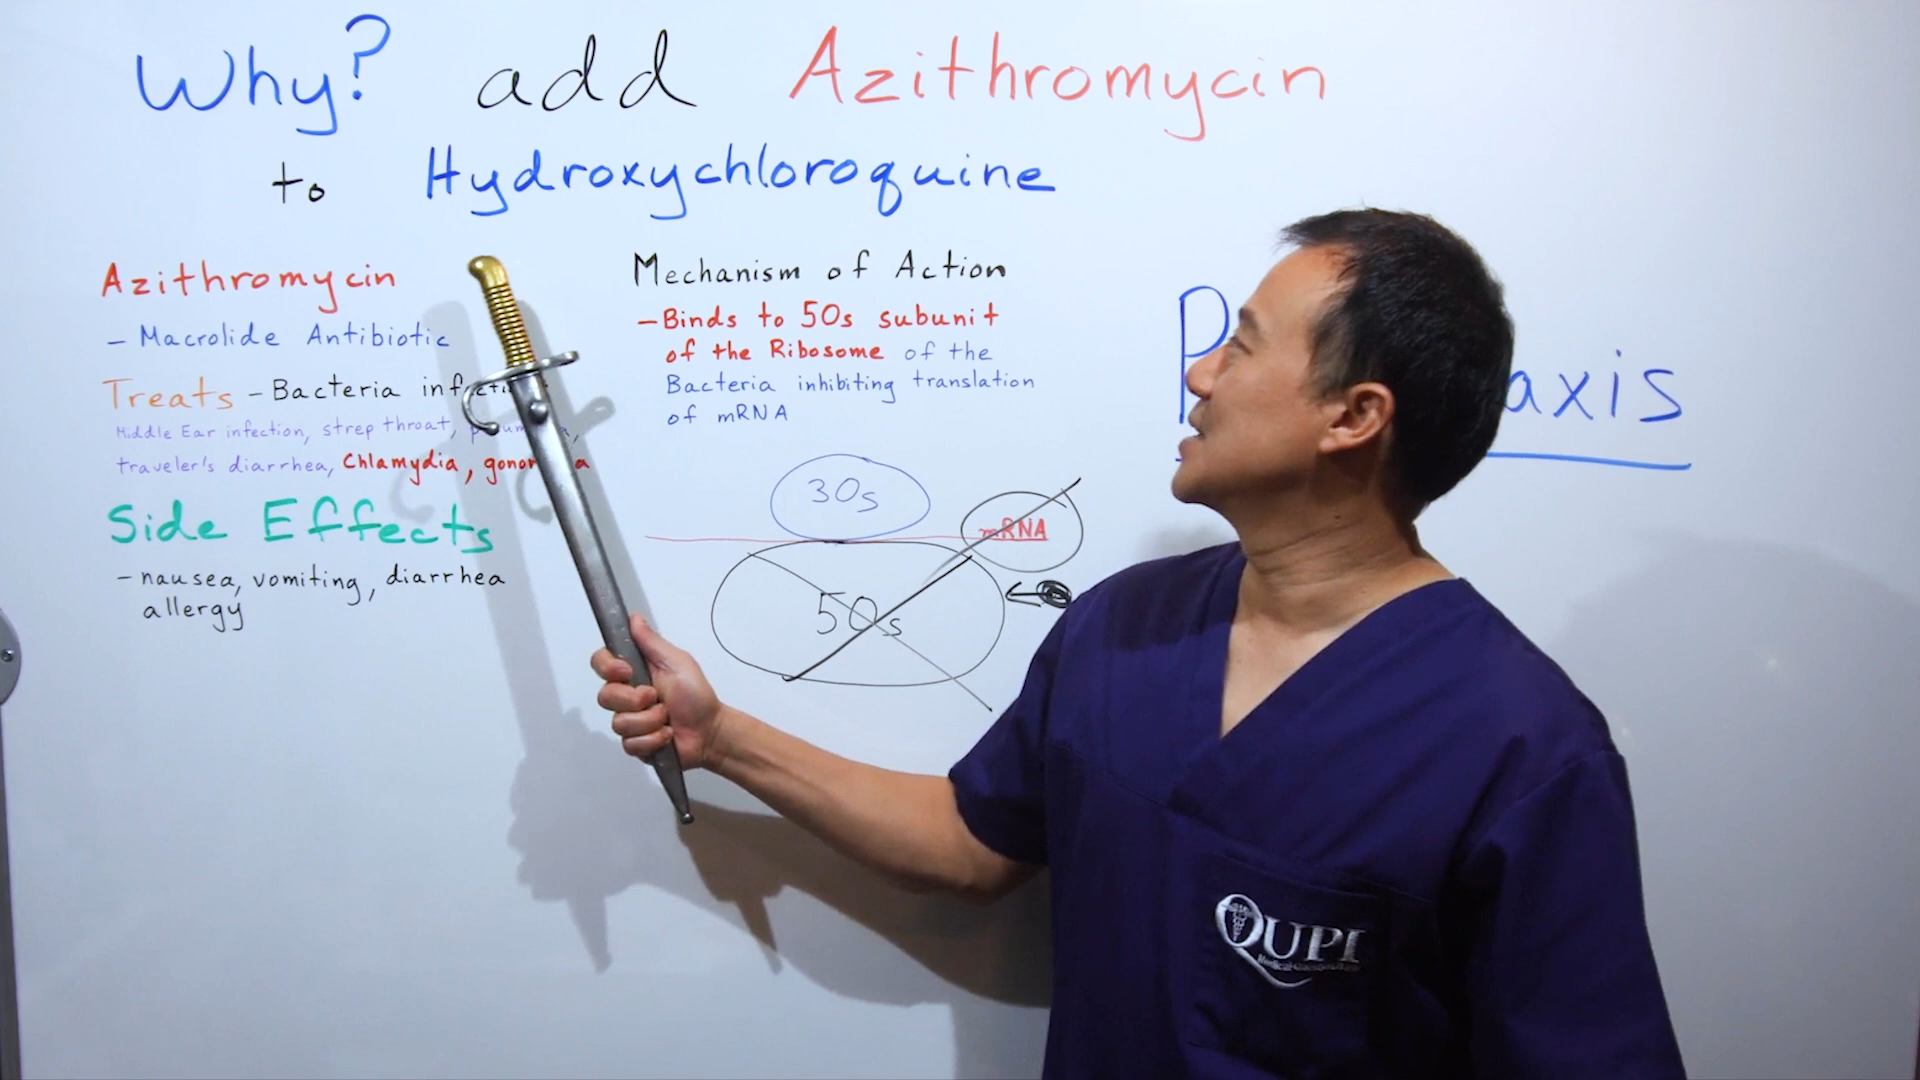 Why? add Azithromycin
to Hydroxychloroquine
Azithromycin
- Macrolide Antibiotic
Treats - Bacteria
Middle Ear infection, strep throat,
traveler's diarrhea, Chlamydia,
Side Effects
- nausea, vomiting, diarrhea
allergy
Mechanism of Action
- Binds to 50s subunit
of the Ribosome of the
Bacteria inhibiting translation
of mRNA
30s
mRNA
50s
QUPI